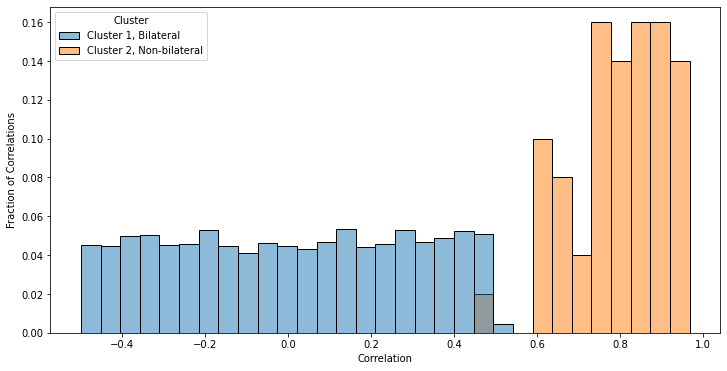 Cluster
Cluster 1, Bilateral
Cluster 2, Non-bilateral
0.16
0.14
0.12
0.10
0.08
0.06
0.04
0.02
0.00
Fraction of Correlations
−0.4 −0.2 0.0 0.2 0.4 0.6 0.8 1.0
Correlation